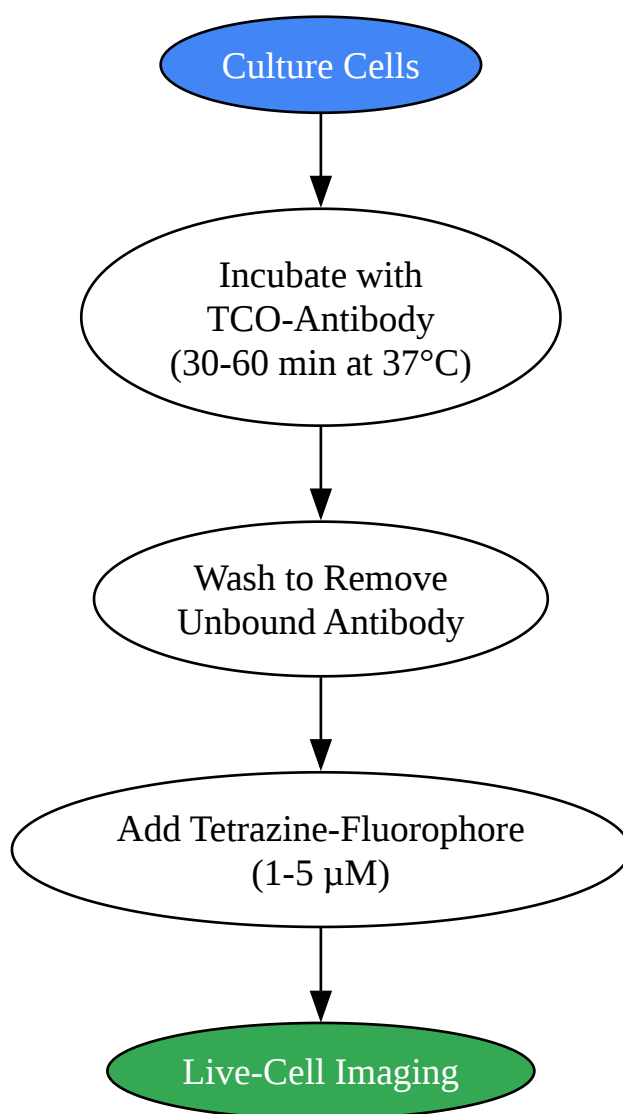 Culture Cells
Incubate with
TCO-Antibody
(30-60 min at 37°C)
Wash to Remove
Unbound Antibody
Add Tetrazine-Fluorophore
(1-5 µM)
Live-Cell Imaging